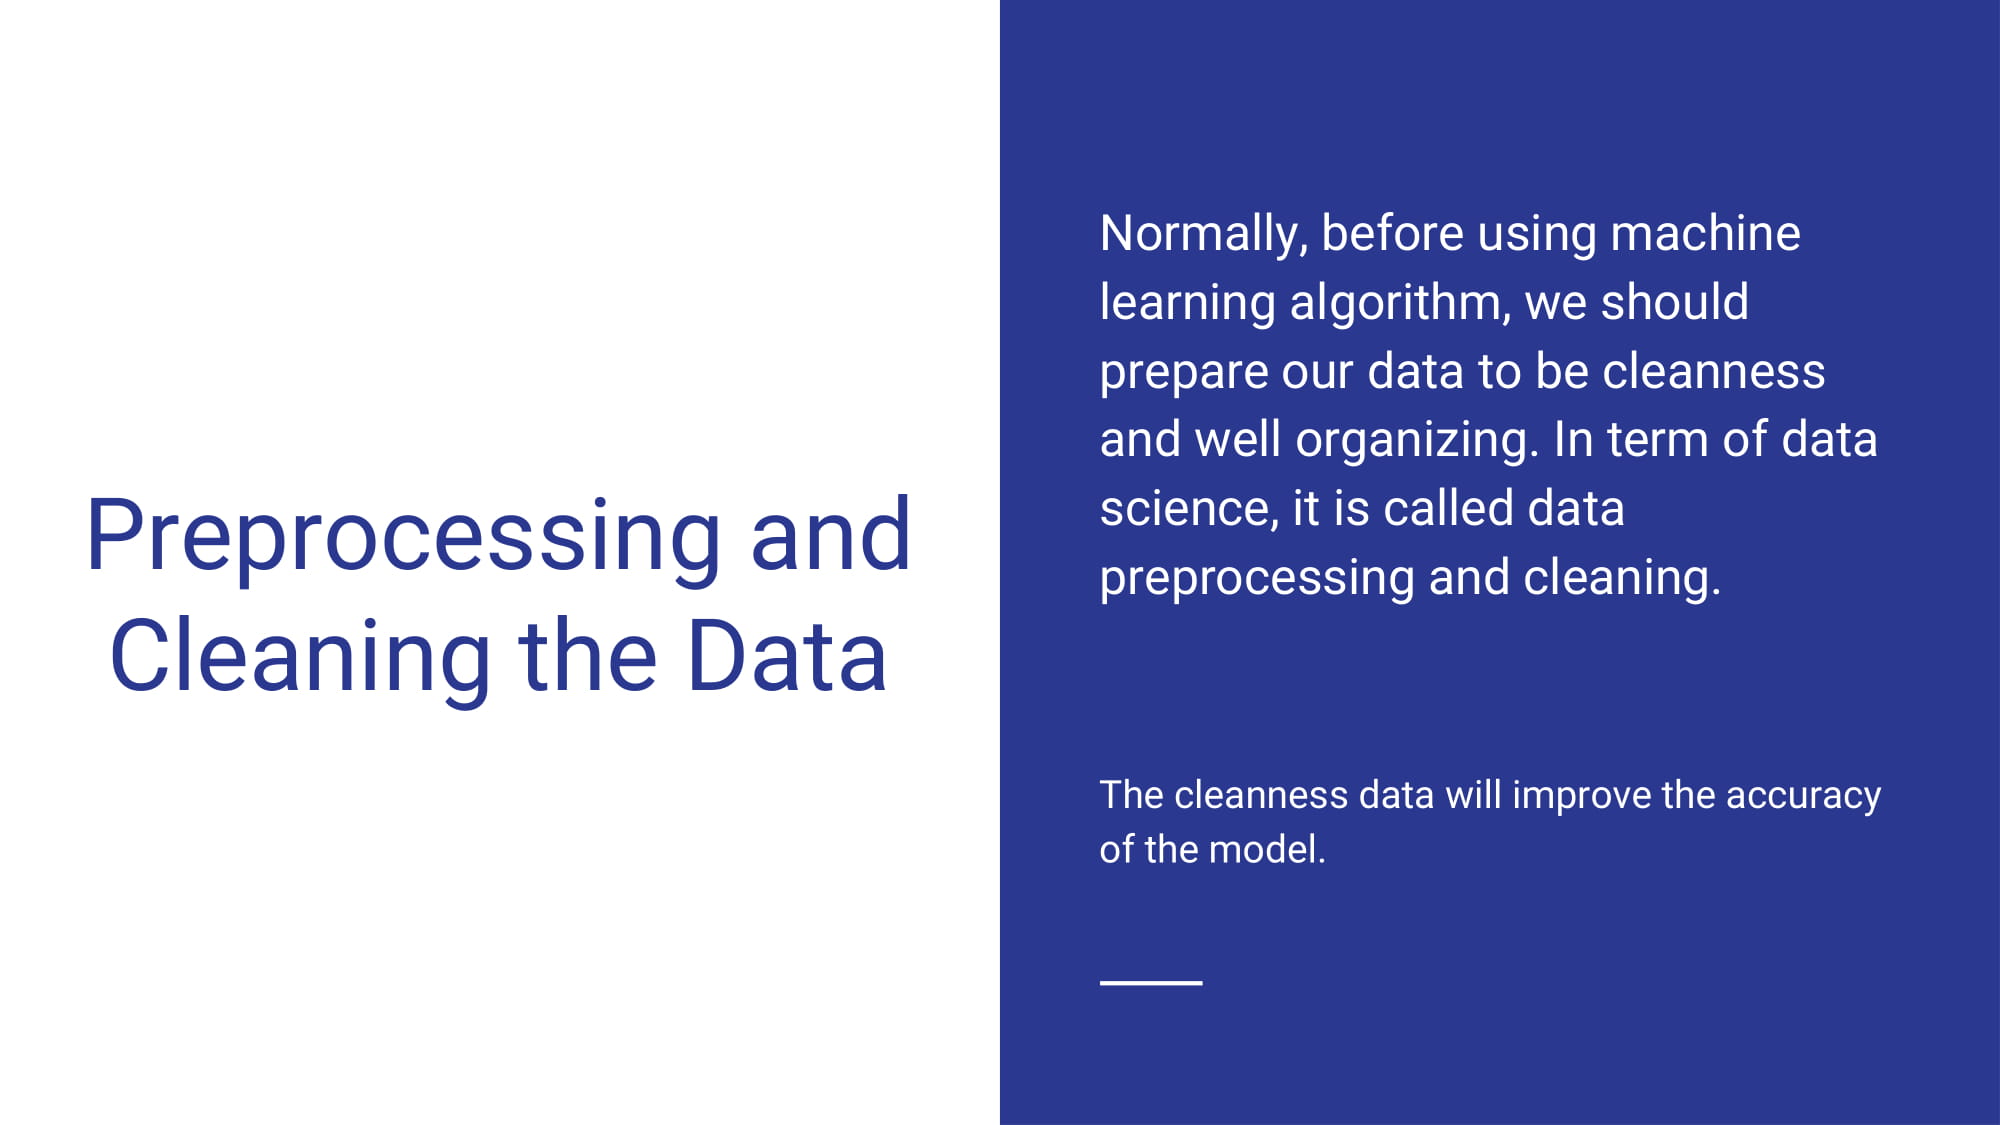 Preprocessing and
Cleaning the Data
Normally, before using machine
learning algorithm, we should
prepare our data to be cleanness
and well organizing. In term of data
science, it is called data
preprocessing and cleaning.
The cleanness data will improve the accuracy
of the model.